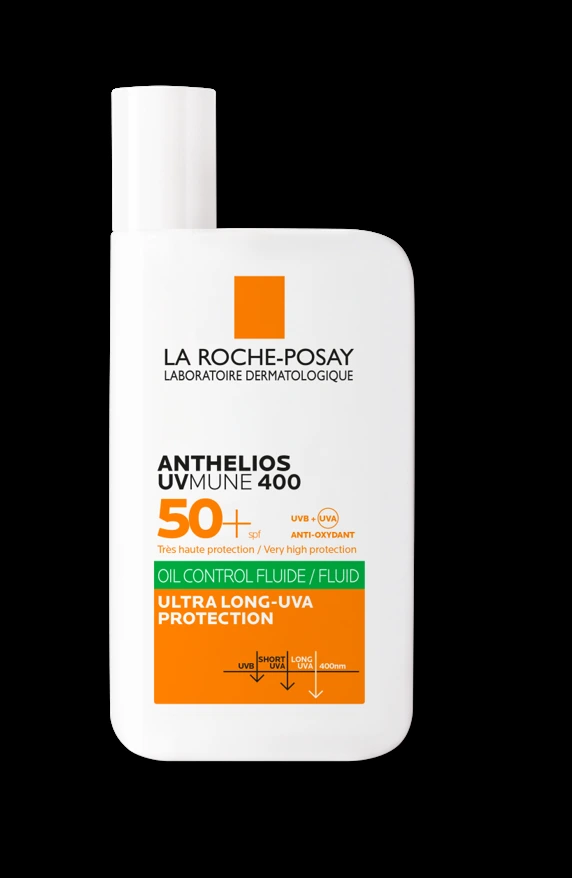 LA ROCHE-POSAY
LABORATOIRE DERMATOLOGIQUE
ANTHELIOS
UVMUNE 400
50+ spf
UVB + UVA
ANTI-OXYDANT
Très haute protection / Very high protection
OIL CONTROL FLUIDE / FLUID
ULTRA LONG-UVA
PROTECTION
UVB
SHORT UVA
LONG UVA
400nm